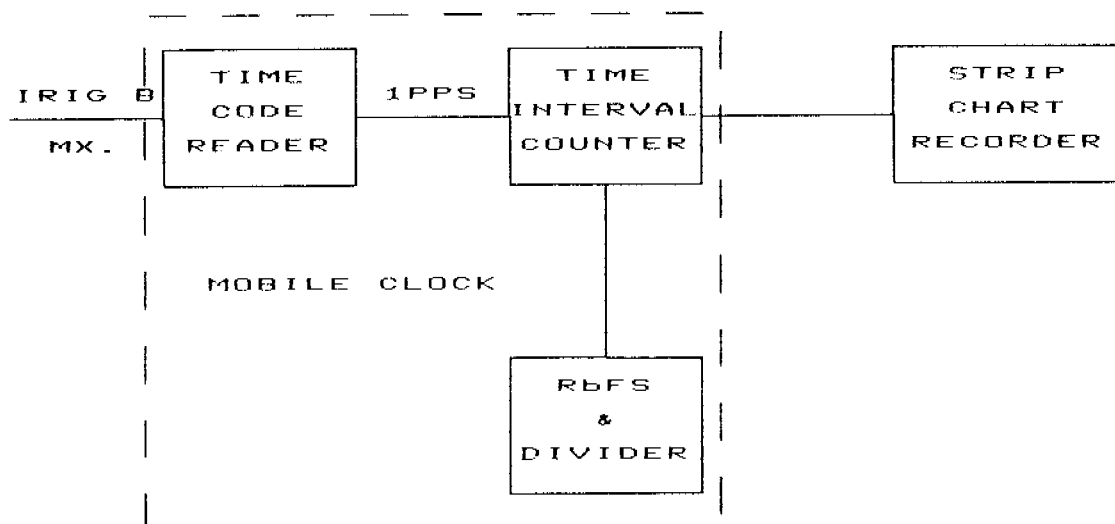 TIME
CODE
READER
IRIG B
MX.
1PPS
TIME
INTERVAL
COUNTER
STRIP
CHART
RECORDER
MOBILE CLOCK
RbFS
&
DIVIDER